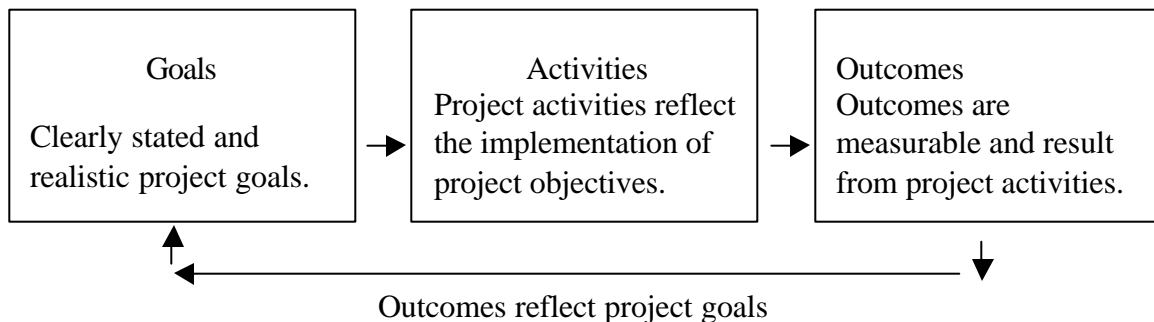 Goals
Clearly stated and
realistic project goals.
Activities
Project activities reflect
the implementation of
project objectives.
Outcomes
Outcomes are
measurable and result
from project activities.
Outcomes reflect project goals